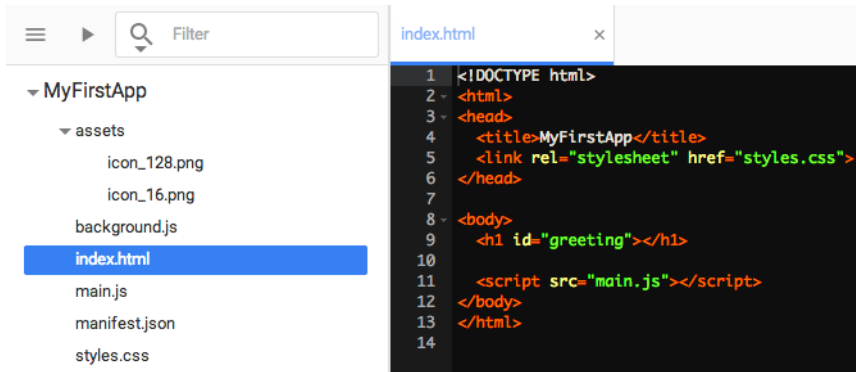 Filter
MyFirstApp
assets
icon_128.png
icon_16.png
background.js
index.html
main.js
manifest.json
styles.css
index.html ×
1 <!DOCTYPE html>
2 <html>
3 <head>
4   <title>MyFirstApp</title>
5   <link rel="stylesheet" href="styles.css">
6 </head>
7
8 <body>
9   <h1 id="greeting"></h1>
10
11   <script src="main.js"></script>
12 </body>
13 </html>
14